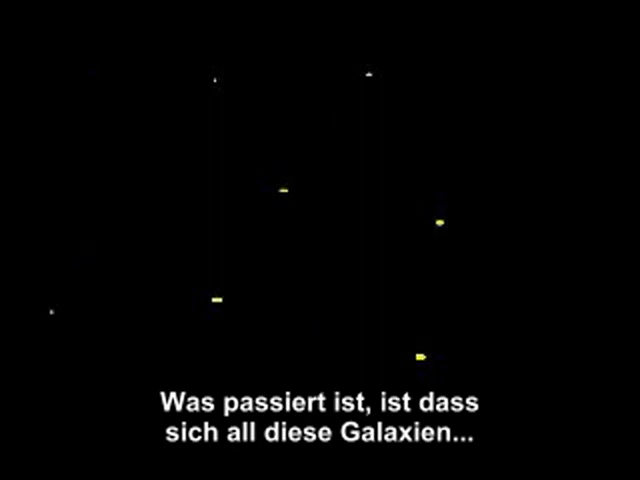 Was passiert ist, ist dass
sich all diese Galaxien...